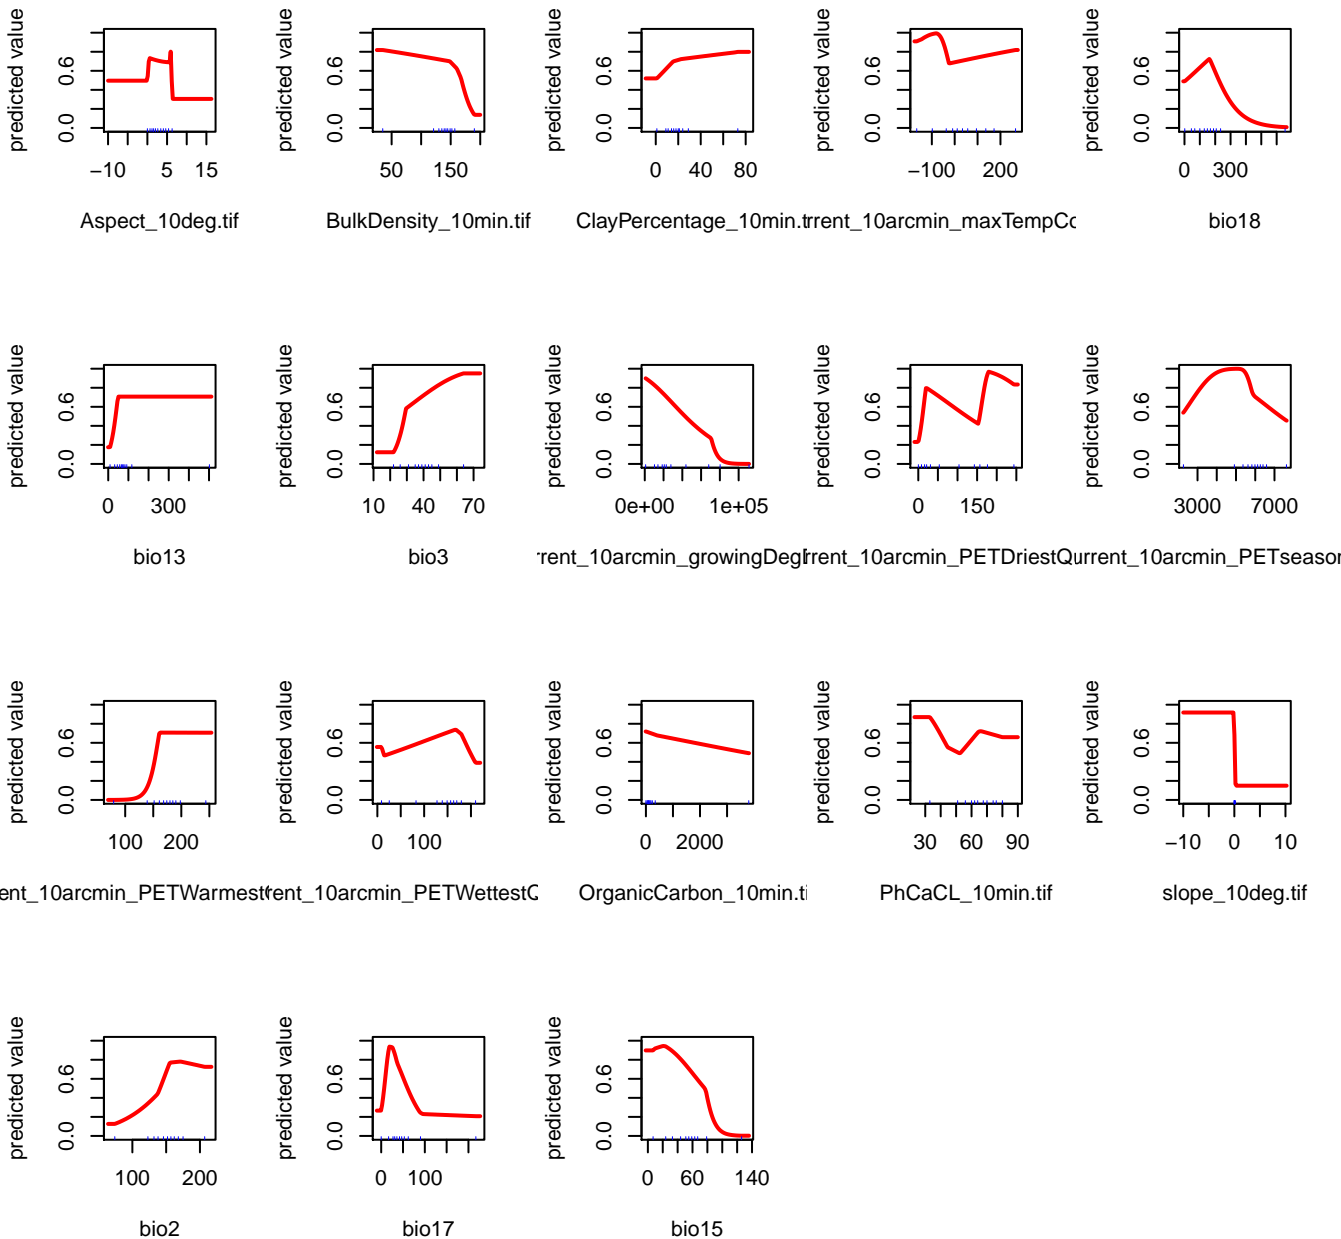 predicted value predicted value predicted value predicted value predicted value
0.6 0.6 0.6 0.6 0.6
0.0 0.0 0.0 0.0 0.0
−10 5 15 50 150 0 40 80 −100 200 0 300
Aspect_10deg.tif BulkDensity_10min.tif ClayPercentage_10min.t rrent_10arcmin_maxTempCo bio18
predicted value predicted value predicted value predicted value predicted value
0.6 0.6 0.6 0.6 0.6
0.0 0.0 0.0 0.0 0.0
0 300 10 40 70 0e+00 1e+05 0 150 3000 7000
bio13 bio3 rrent_10arcmin_growingDeg rrent_10arcmin_PETDriestQ urrent_10arcmin_PETseason
predicted value predicted value predicted value predicted value predicted value
0.6 0.6 0.6 0.6 0.6
0.0 0.0 0.0 0.0 0.0
100 200 0 100 0 2000 30 60 90 −10 0 10
ent_10arcmin_PETWarmest rent_10arcmin_PETWettestQ OrganicCarbon_10min.ti PhCaCL_10min.tif slope_10deg.tif
predicted value predicted value predicted value
0.6 0.6 0.6
0.0 0.0 0.0
100 200 0 100 0 60 140
bio2 bio17 bio15